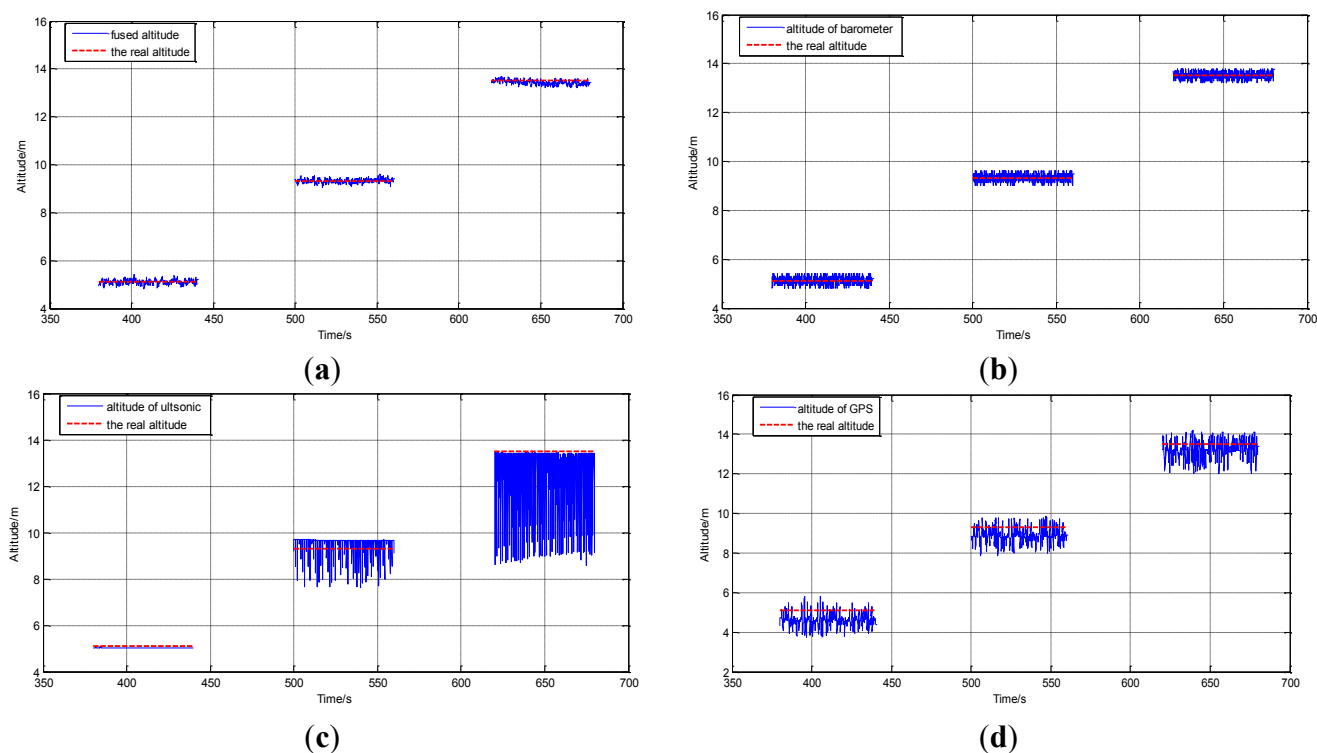 fused altitude
the real altitude
16
14
12
10
8
6
4
Altitude/m
350 400 450 500 550 600 650 700
Time/s
(a)
altitude of barometer
the real altitude
16
14
12
10
8
6
4
Altitude/m
350 400 450 500 550 600 650 700
Time/s
(b)
altitude of ultsonic
the real altitude
16
14
12
10
8
6
4
Altitude/m
350 400 450 500 550 600 650 700
Time/s
(c)
altitude of GPS
the real altitude
16
14
12
10
8
6
4
2
Altitude/m
350 400 450 500 550 600 650 700
Time/s
(d)